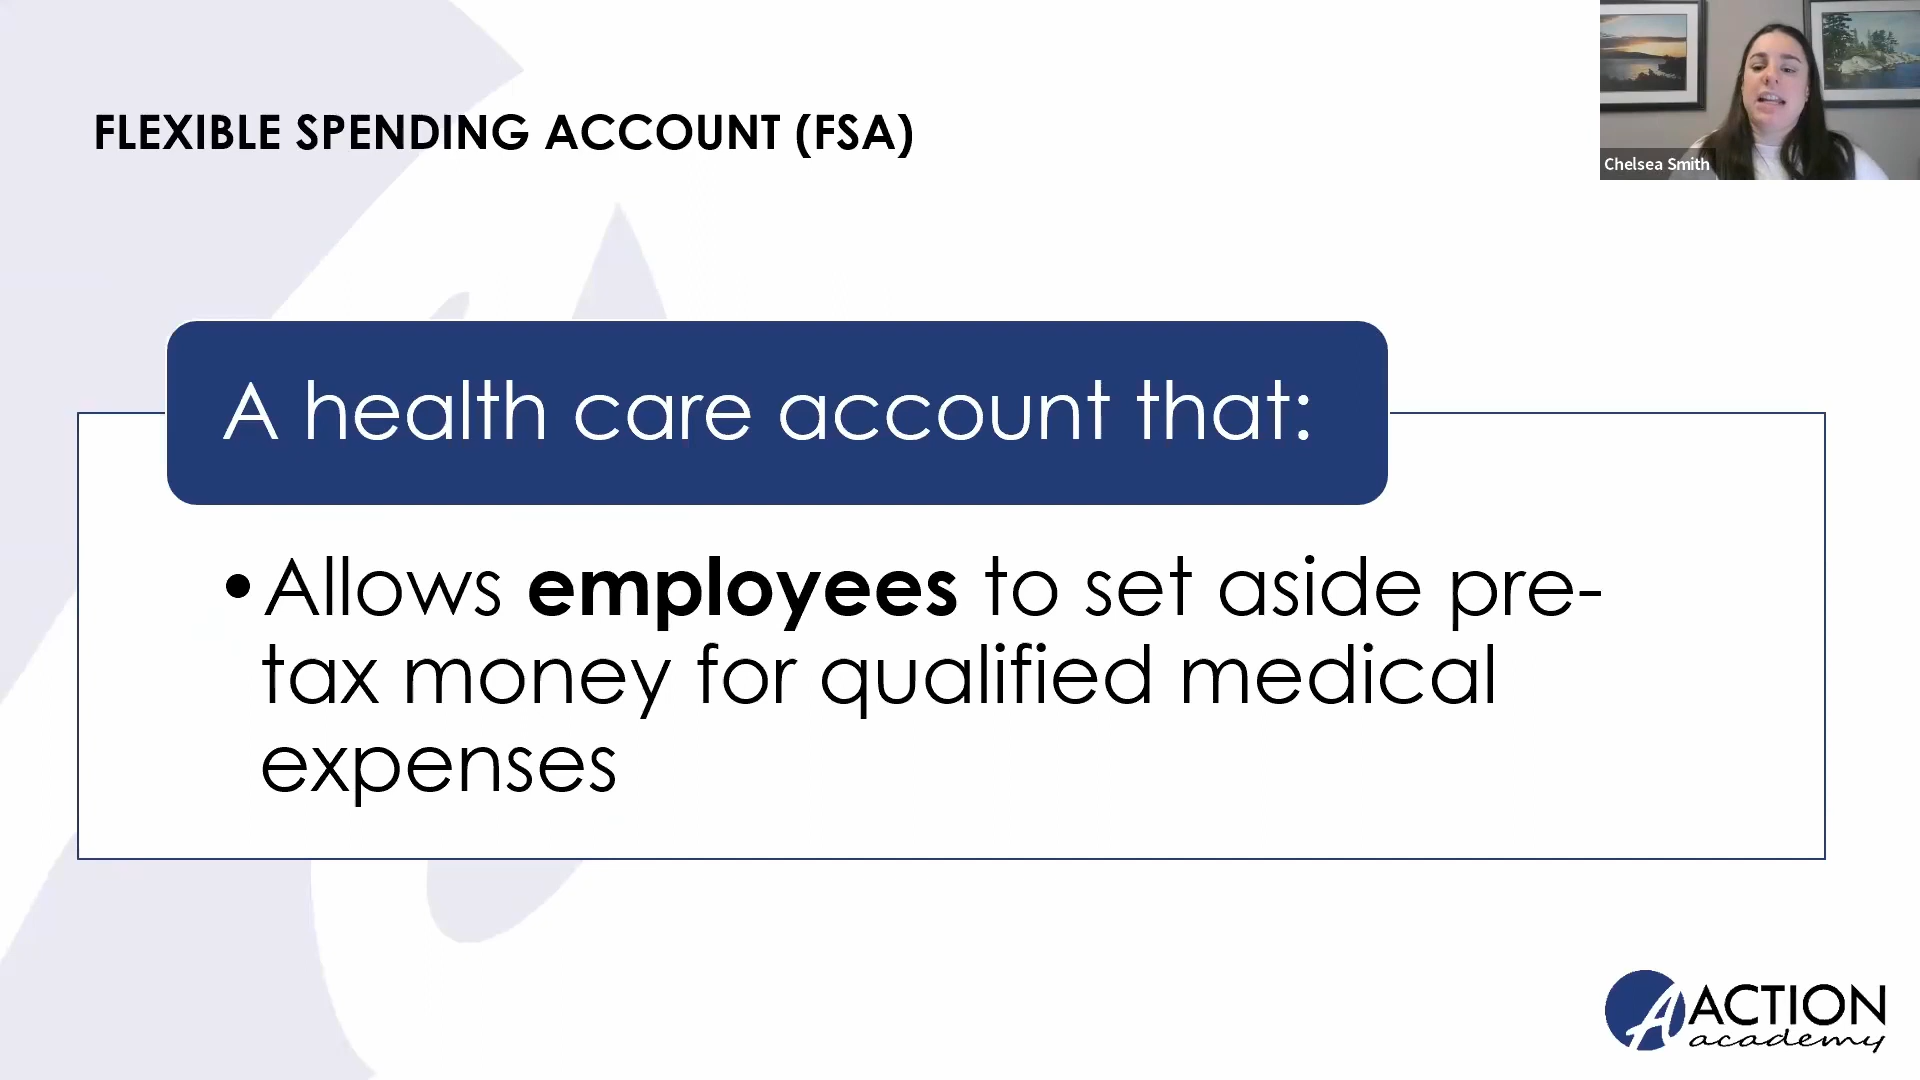 FLEXIBLE SPENDING ACCOUNT (FSA)
Chelsea Smith
A health care account that:
•Allows employees to set aside pre-
tax money for qualified medical
expenses
A ACTION
academy